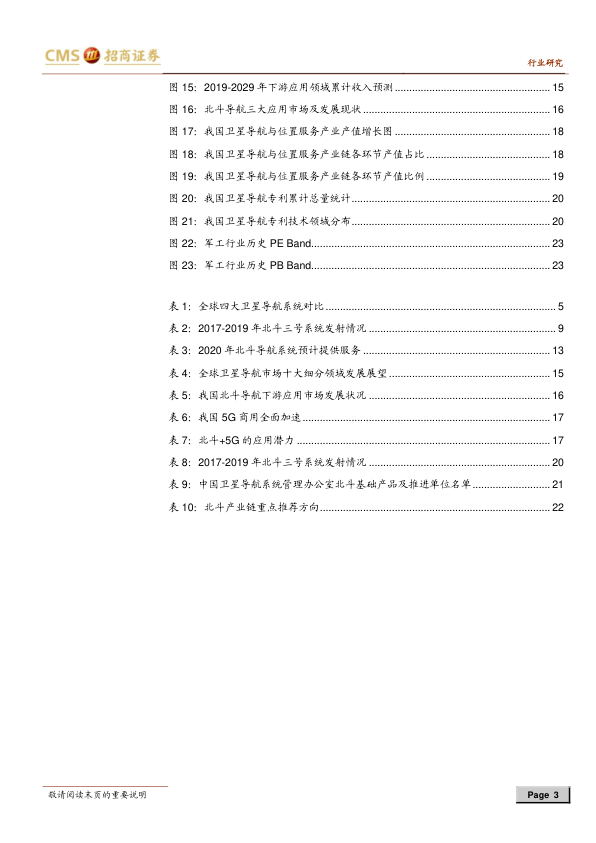 CMS 招商证券
行业研究
图 15：2019-2029 年下游应用领域累计收入预测 ........ 15
图 16：北斗导航三大应用市场及发展现状 ........ 16
图 17：我国卫星导航与位置服务产业产值增长图 ........ 18
图 18：我国卫星导航与位置服务产业链各环节产值占比 ........ 18
图 19：我国卫星导航与位置服务产业链各环节产值比例 ........ 19
图 20：我国卫星导航专利累计总量统计 ........ 20
图 21：我国卫星导航专利技术领域分布 ........ 20
图 22：军工行业历史 PE Band ........ 23
图 23：军工行业历史 PB Band ........ 23
表 1：全球四大卫星导航系统对比 ........ 5
表 2：2017-2019 年北斗三号系统发射情况 ........ 9
表 3：2020 年北斗导航系统预计提供服务 ........ 13
表 4：全球卫星导航市场十大细分领域发展展望 ........ 15
表 5：我国北斗导航下游应用市场发展状况 ........ 16
表 6：我国 5G 商用全面加速 ........ 17
表 7：北斗+5G 的应用潜力 ........ 17
表 8：2017-2019 年北斗三号系统发射情况 ........ 20
表 9：中国卫星导航系统管理办公室北斗基础产品及推进单位名单 ........ 21
表 10：北斗产业链重点推荐方向 ........ 22
敬请阅读末页的重要说明
Page 3